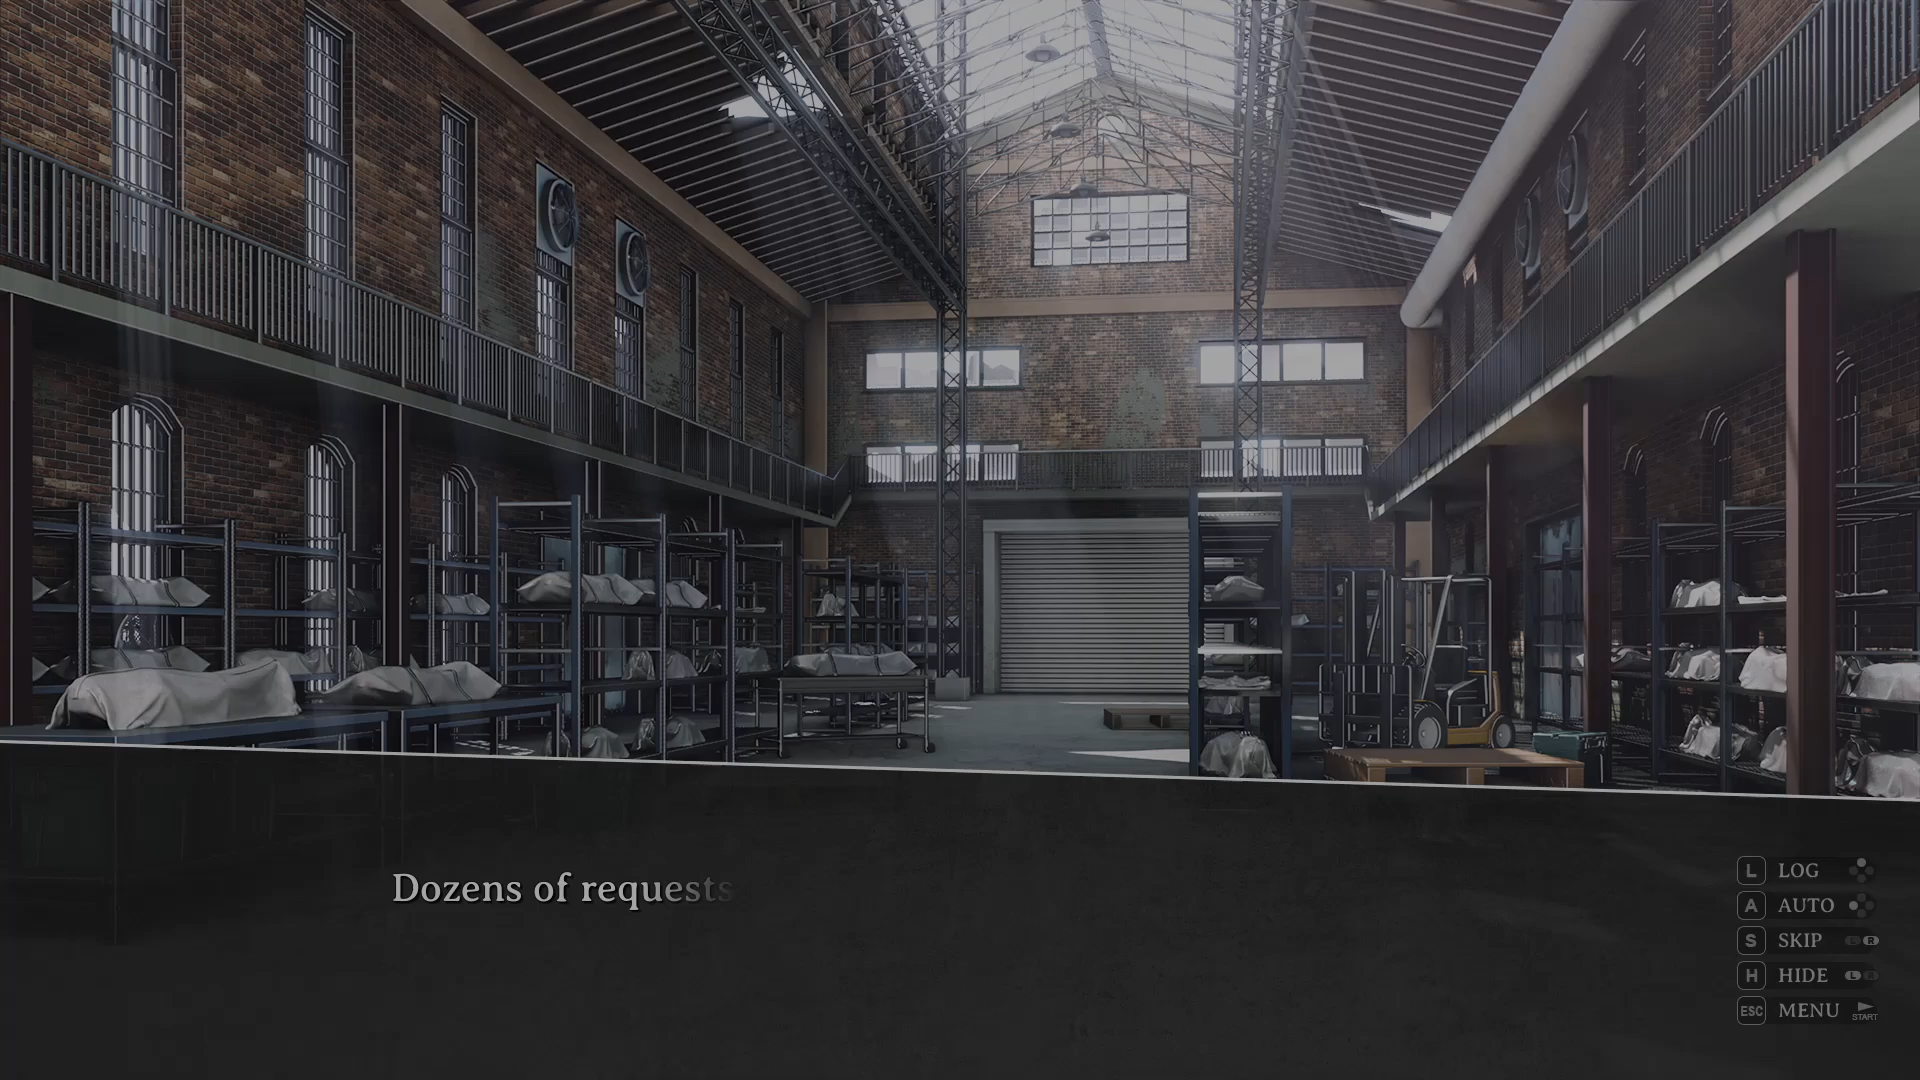 Dozens of requests
L LOG
A AUTO
S SKIP L R
H HIDE L R
ESC MENU START